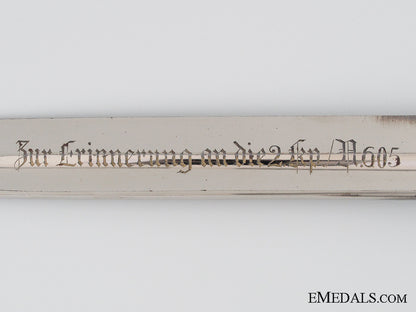 Zur Erinnerung an die 2. Kp / P. 605
EMedals.com